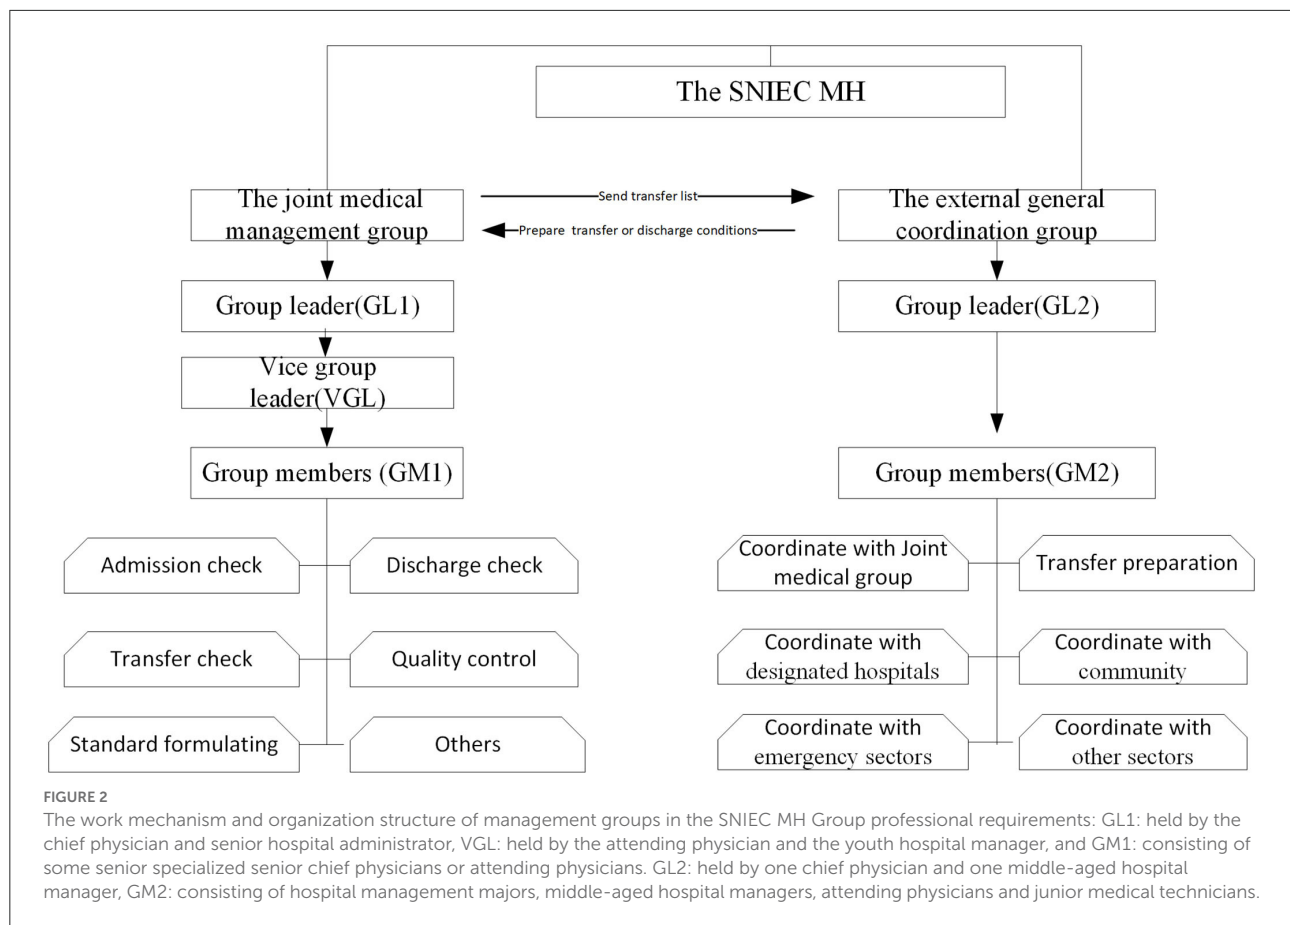 The SNIEC MH
The joint medical
management group
Send transfer list
Prepare transfer or discharge conditions
The external general
coordination group
Group leader(GL1)
Group leader(GL2)
Vice group
leader(VGL)
Group members (GM1)
Group members(GM2)
Admission check
Discharge check
Coordinate with Joint
medical group
Transfer preparation
Transfer check
Quality control
Coordinate with
designated hospitals
Coordinate with
community
Standard formulating
Others
Coordinate with
emergency sectors
Coordinate with
other sectors
FIGURE 2
The work mechanism and organization structure of management groups in the SNIEC MH Group professional requirements: GL1: held by the
chief physician and senior hospital administrator, VGL: held by the attending physician and the youth hospital manager, and GM1: consisting of
some senior specialized senior chief physicians or attending physicians. GL2: held by one chief physician and one middle-aged hospital
manager, GM2: consisting of hospital management majors, middle-aged hospital managers, attending physicians and junior medical technicians.